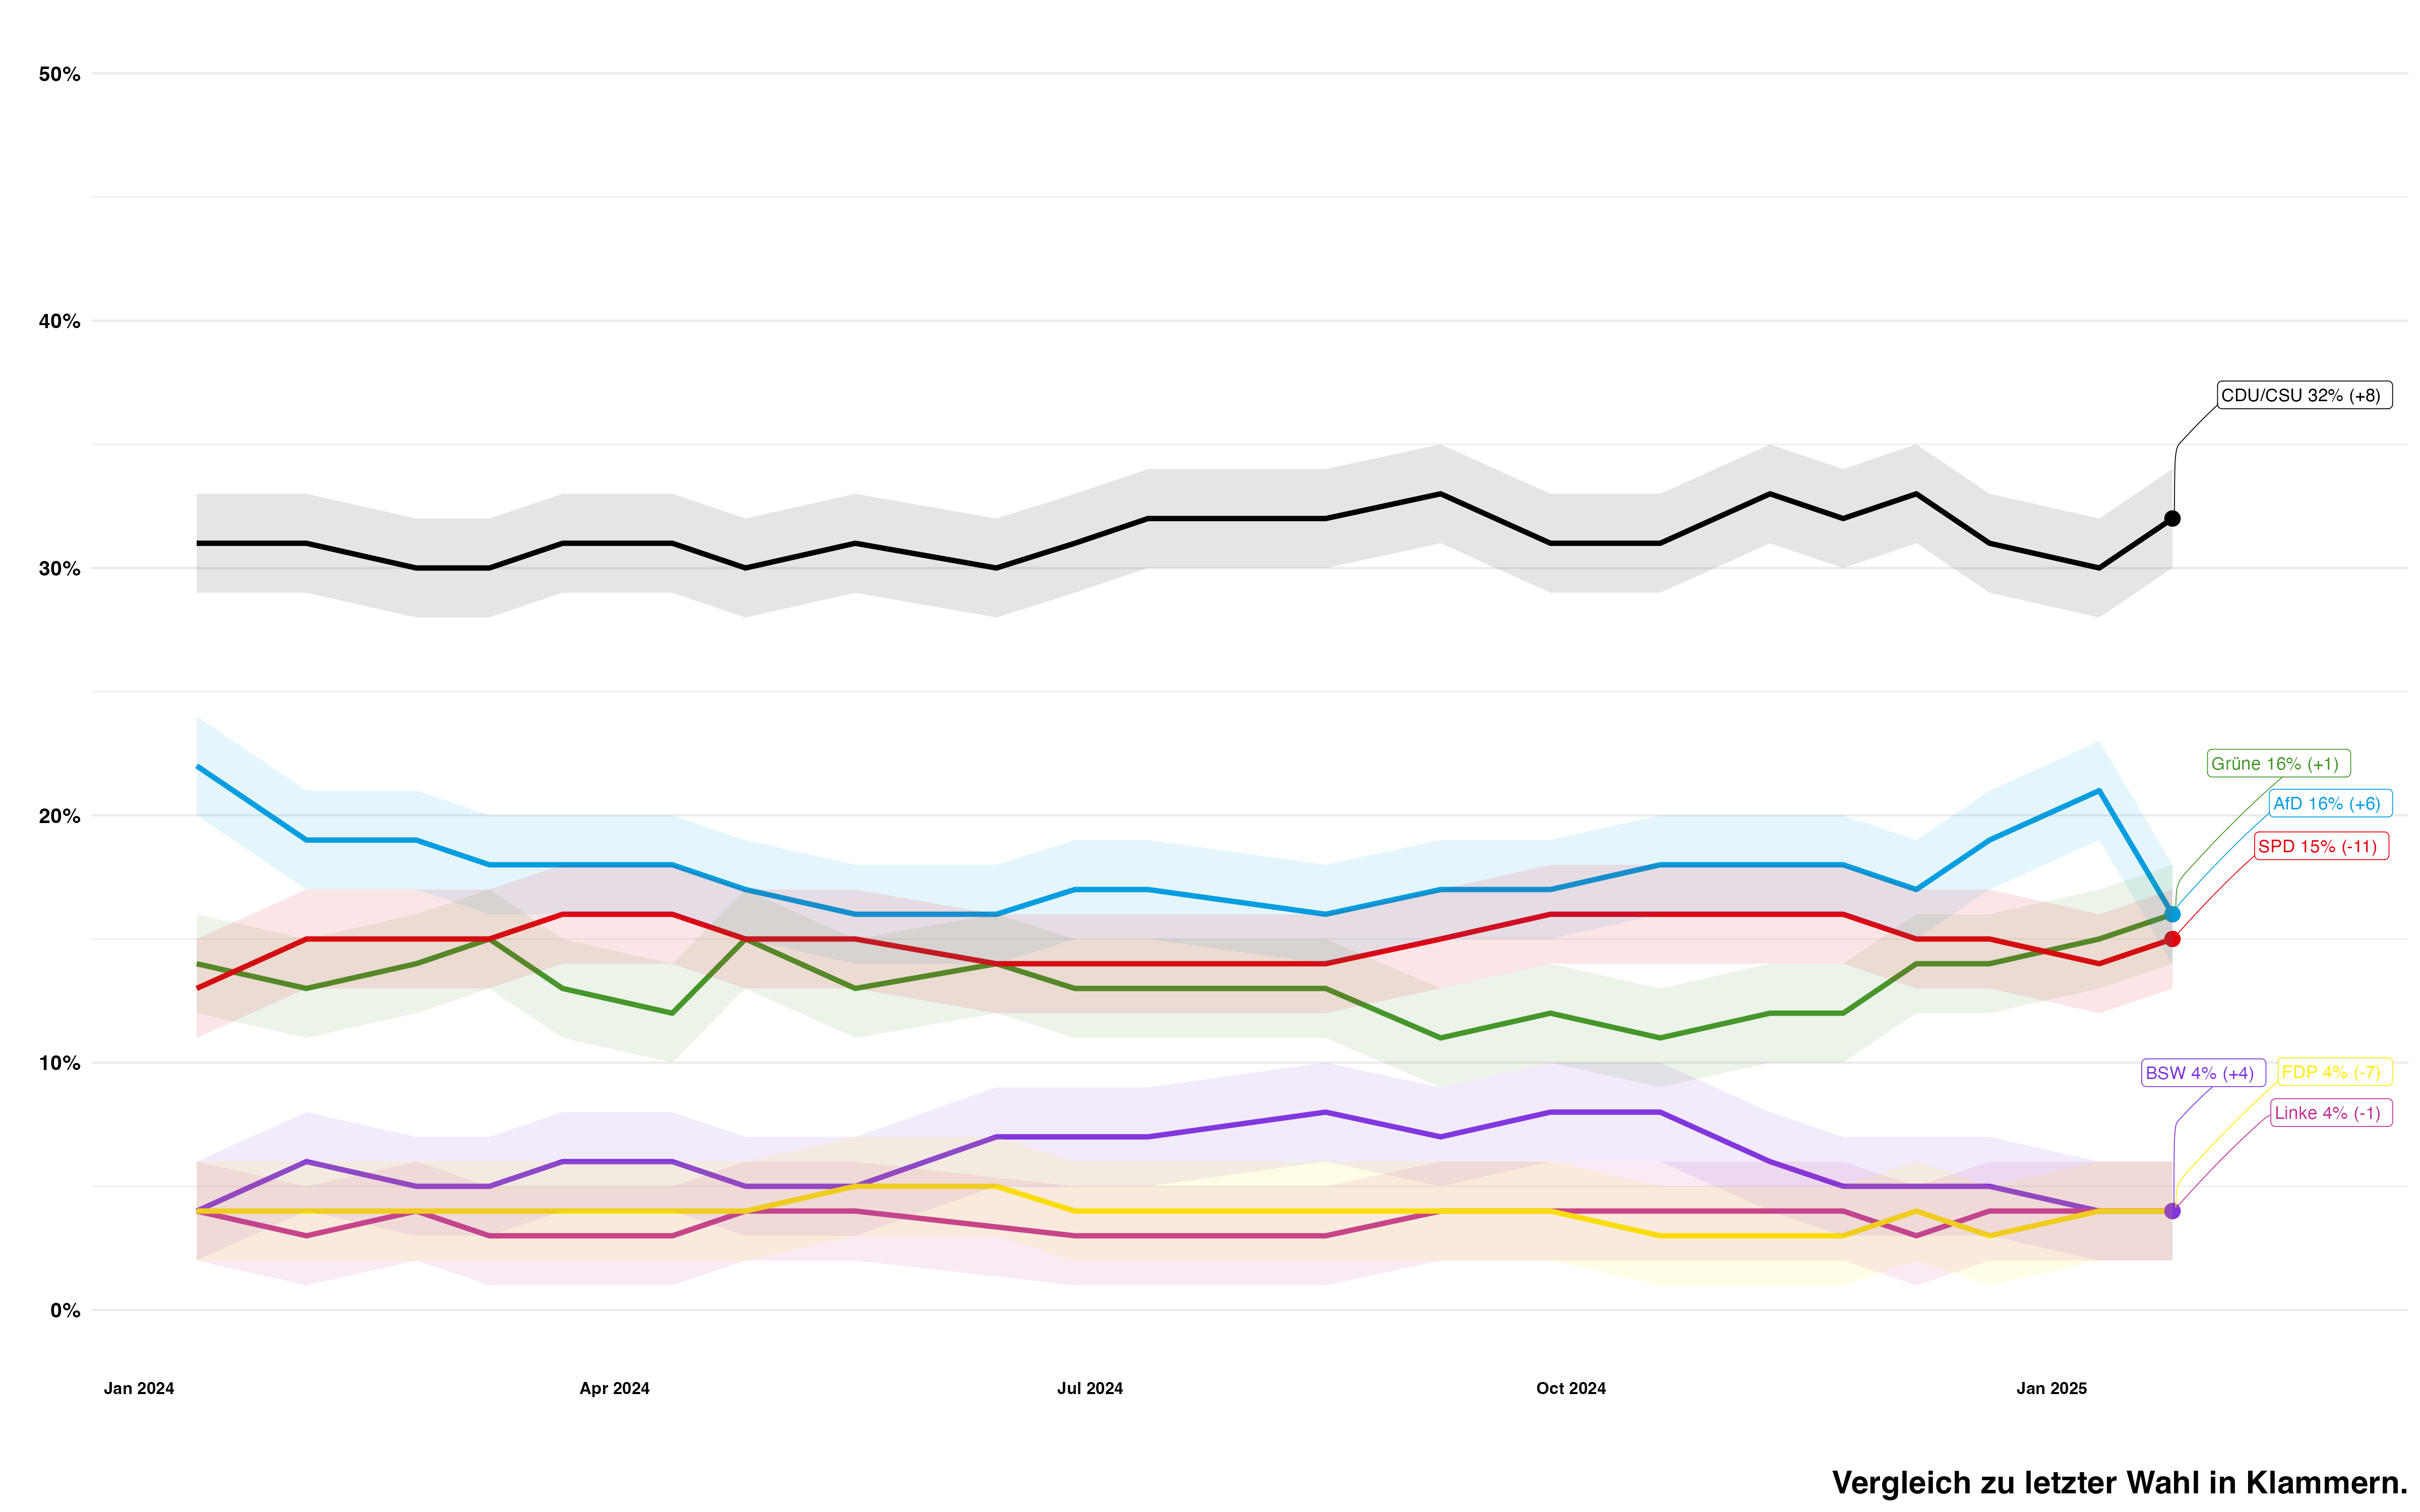 50%
40%
CDU/CSU 32% (+8)
30%
Grüne 16% (+1)
AfD 16% (+6)
20%
SPD 15% (-11)
10%
BSW 4% (+4)
FDP 4% (-7)
Linke 4% (-1)
0%
Jan 2024
Apr 2024
Jul 2024
Oct 2024
Jan 2025
Vergleich zu letzter Wahl in Klammern.